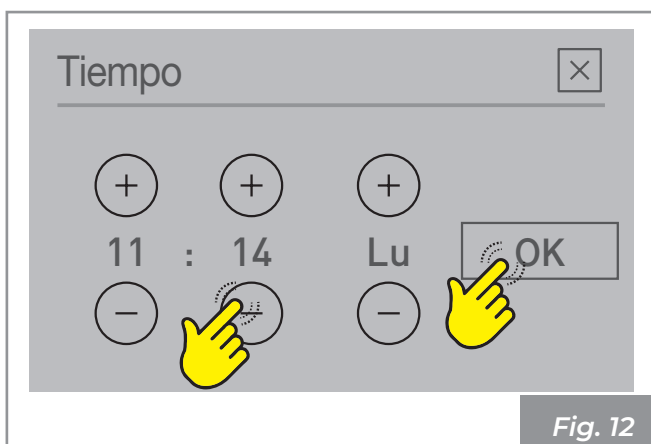 Tiempo
+ + +
11 : 14 Lu OK
− − −
Fig. 12